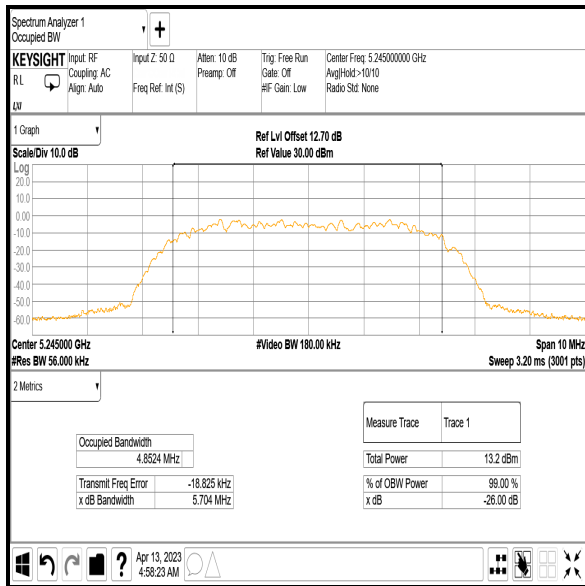 Spectrum Analyzer 1
Occupied BW
KEYSIGHT
R L
LXI
Input: RF
Coupling: AC
Align: Auto
Input Z: 50 Ω
Freq Ref: Int (S)
Atten: 10 dB
Preamp: Off
Trig: Free Run
Gate: Off
#IF Gain: Low
Center Freq: 5.245000000 GHz
Avg|Hold:>10/10
Radio Std: None
1 Graph
Scale/Div 10.0 dB
Ref Lvl Offset 12.70 dB
Ref Value 30.00 dBm
Log
20.0
10.0
0.00
-10.0
-20.0
-30.0
-40.0
-50.0
-60.0
Center 5.245000 GHz
#Res BW 56.000 kHz
#Video BW 180.00 kHz
Span 10 MHz
Sweep 3.20 ms (3001 pts)
2 Metrics
Occupied Bandwidth
4.8524 MHz
Transmit Freq Error -18.825 kHz
x dB Bandwidth 5.704 MHz
Measure Trace Trace 1
Total Power 13.2 dBm
% of OBW Power 99.00 %
x dB -26.00 dB
?
Apr 13, 2023
4:58:23 AM